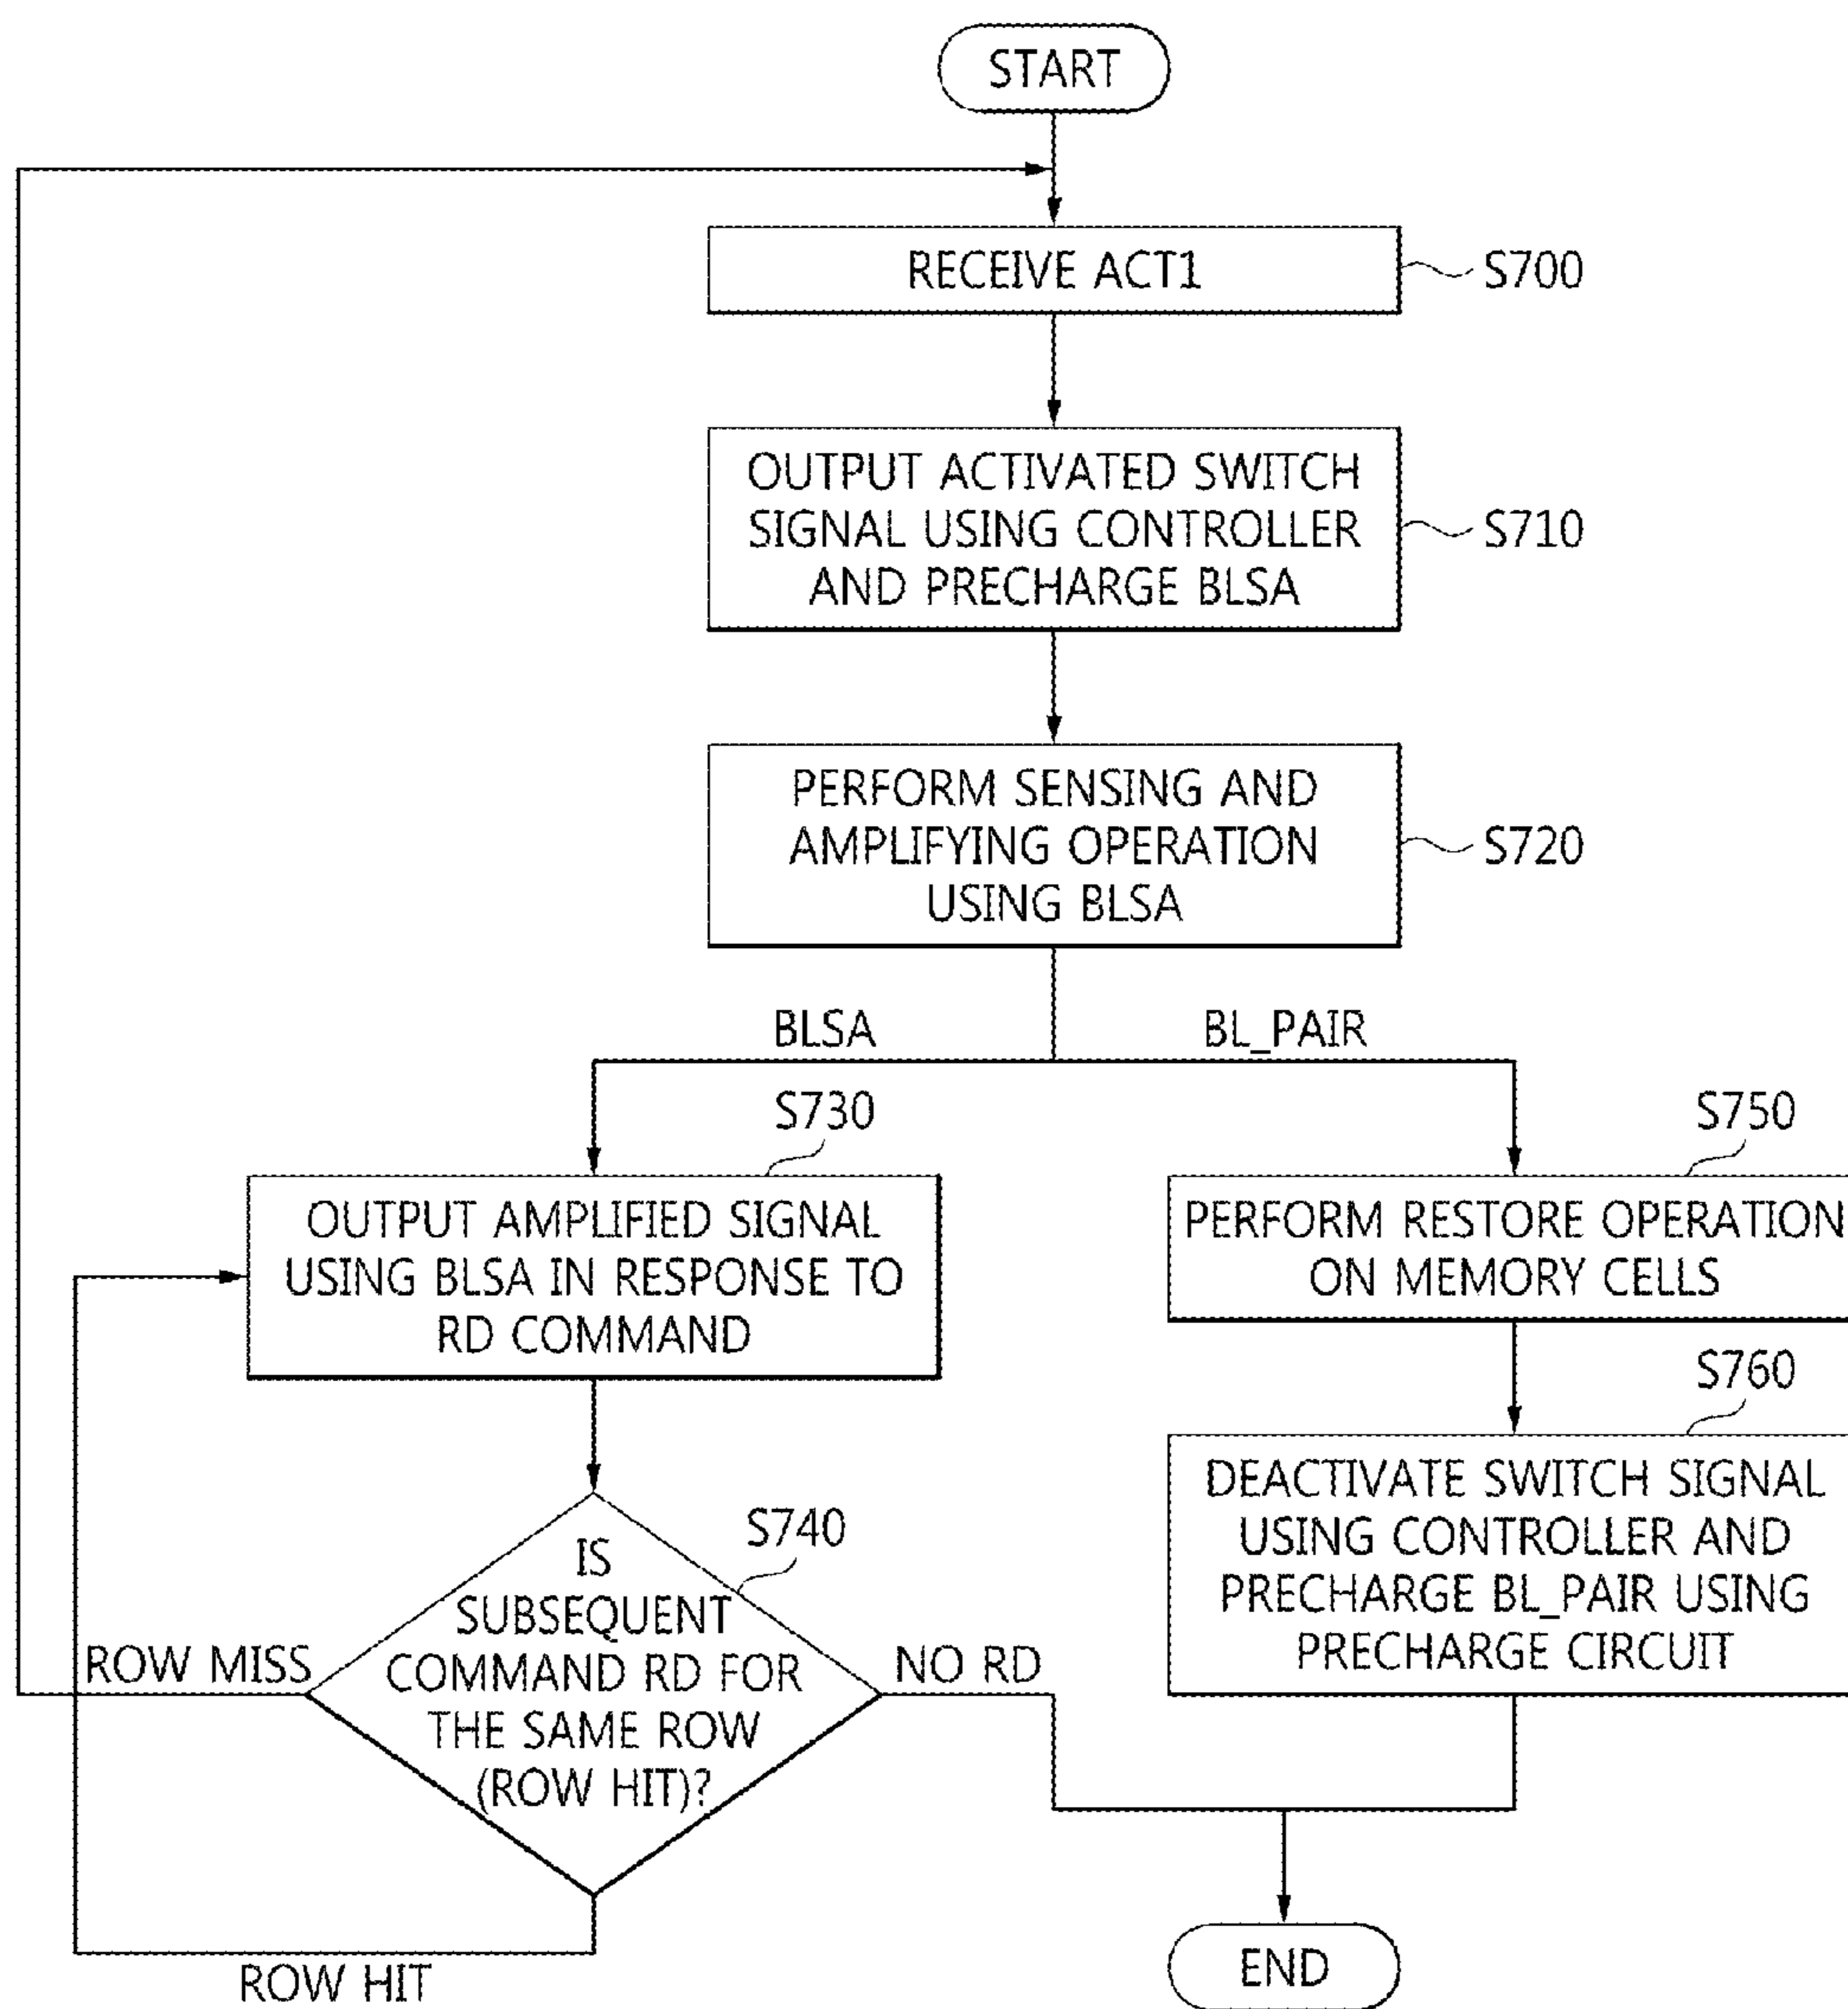 START
RECEIVE ACT1
S700
OUTPUT ACTIVATED SWITCH
SIGNAL USING CONTROLLER
AND PRECHARGE BLSA
S710
PERFORM SENSING AND
AMPLIFYING OPERATION
USING BLSA
S720
BLSA
BL_PAIR
S730
OUTPUT AMPLIFIED SIGNAL
USING BLSA IN RESPONSE TO
RD COMMAND
S750
PERFORM RESTORE OPERATION
ON MEMORY CELLS
S740
IS
SUBSEQUENT
COMMAND RD FOR
THE SAME ROW
(ROW HIT)?
ROW MISS
NO RD
ROW HIT
S760
DEACTIVATE SWITCH SIGNAL
USING CONTROLLER AND
PRECHARGE BL_PAIR USING
PRECHARGE CIRCUIT
END